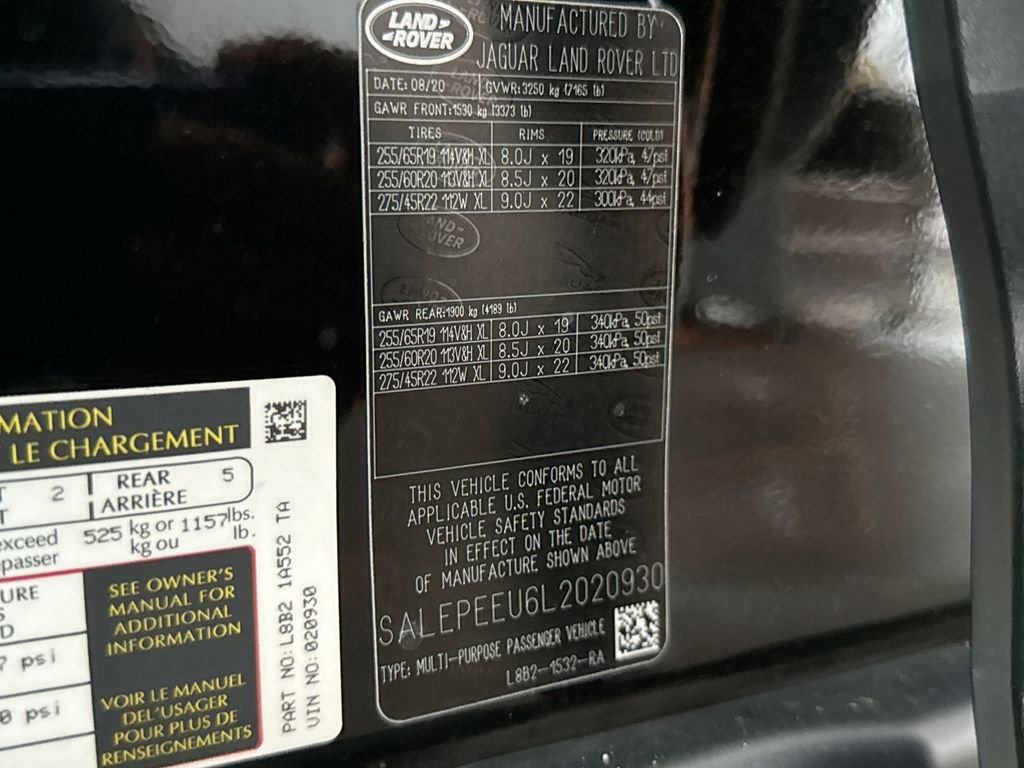 LAND-
-ROVER
MANUFACTURED BY
JAGUAR LAND ROVER LTD
DATE: 08/20 GVWR:3250 kg (7165 lb)
GAWR FRONT:1530 kg (3373 lb)
TIRES RIMS PRESSURE (COLD)
255/65R19 114V&H XL 8.0J x 19 320kPa, 47psi
255/60R20 113V&H XL 8.5J x 20 320kPa, 47psi
275/45R22 112W XL 9.0J x 22 300kPa, 44psi
GAWR REAR:1900 kg (4189 lb)
255/65R19 114V&H XL 8.0J x 19 340kPa, 50psi
255/60R20 113V&H XL 8.5J x 20 340kPa, 50psi
275/45R22 112W XL 9.0J x 22 340kPa, 50psi
THIS VEHICLE CONFORMS TO ALL
APPLICABLE U.S. FEDERAL MOTOR
VEHICLE SAFETY STANDARDS
IN EFFECT ON THE DATE
OF MANUFACTURE SHOWN ABOVE
SALEPEEU6L2020930
TYPE: MULTI-PURPOSE PASSENGER VEHICLE
L8B2-1532-RA
MATION
LE CHARGEMENT
T 2 REAR 5
T ARRIÈRE
exceed 525 kg or 1157 lbs.
passer kg ou lb.
URE
S
D
7 psi
0 psi
SEE OWNER'S
MANUAL FOR
ADDITIONAL
INFORMATION
VOIR LE MANUEL
DEL'USAGER
POUR PLUS DE
RENSEIGNEMENTS
PART NO:L8B2 1A552 TA
VIN NO: 020930